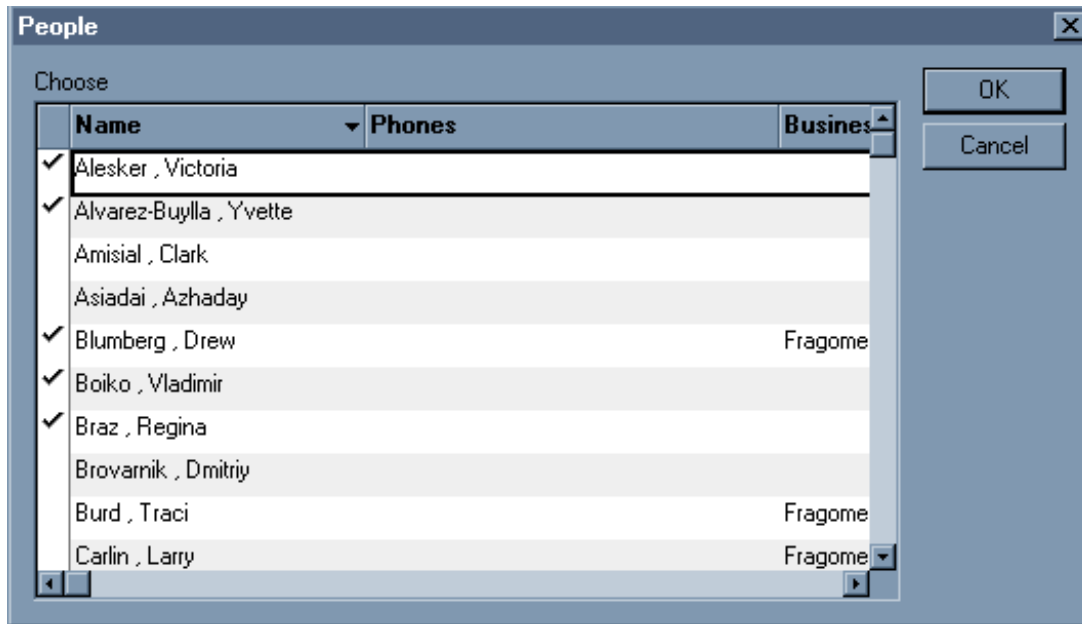 People
Choose
OK
Cancel
Name Phones Busines
Alesker , Victoria
Alvarez-Buylla , Yvette
Amisial , Clark
Asiadai , Azhaday
Blumberg , Drew Fragome
Boiko , Vladimir
Braz , Regina
Brovarnik , Dmitriy
Burd , Traci Fragome
Carlin , Larry Fragome